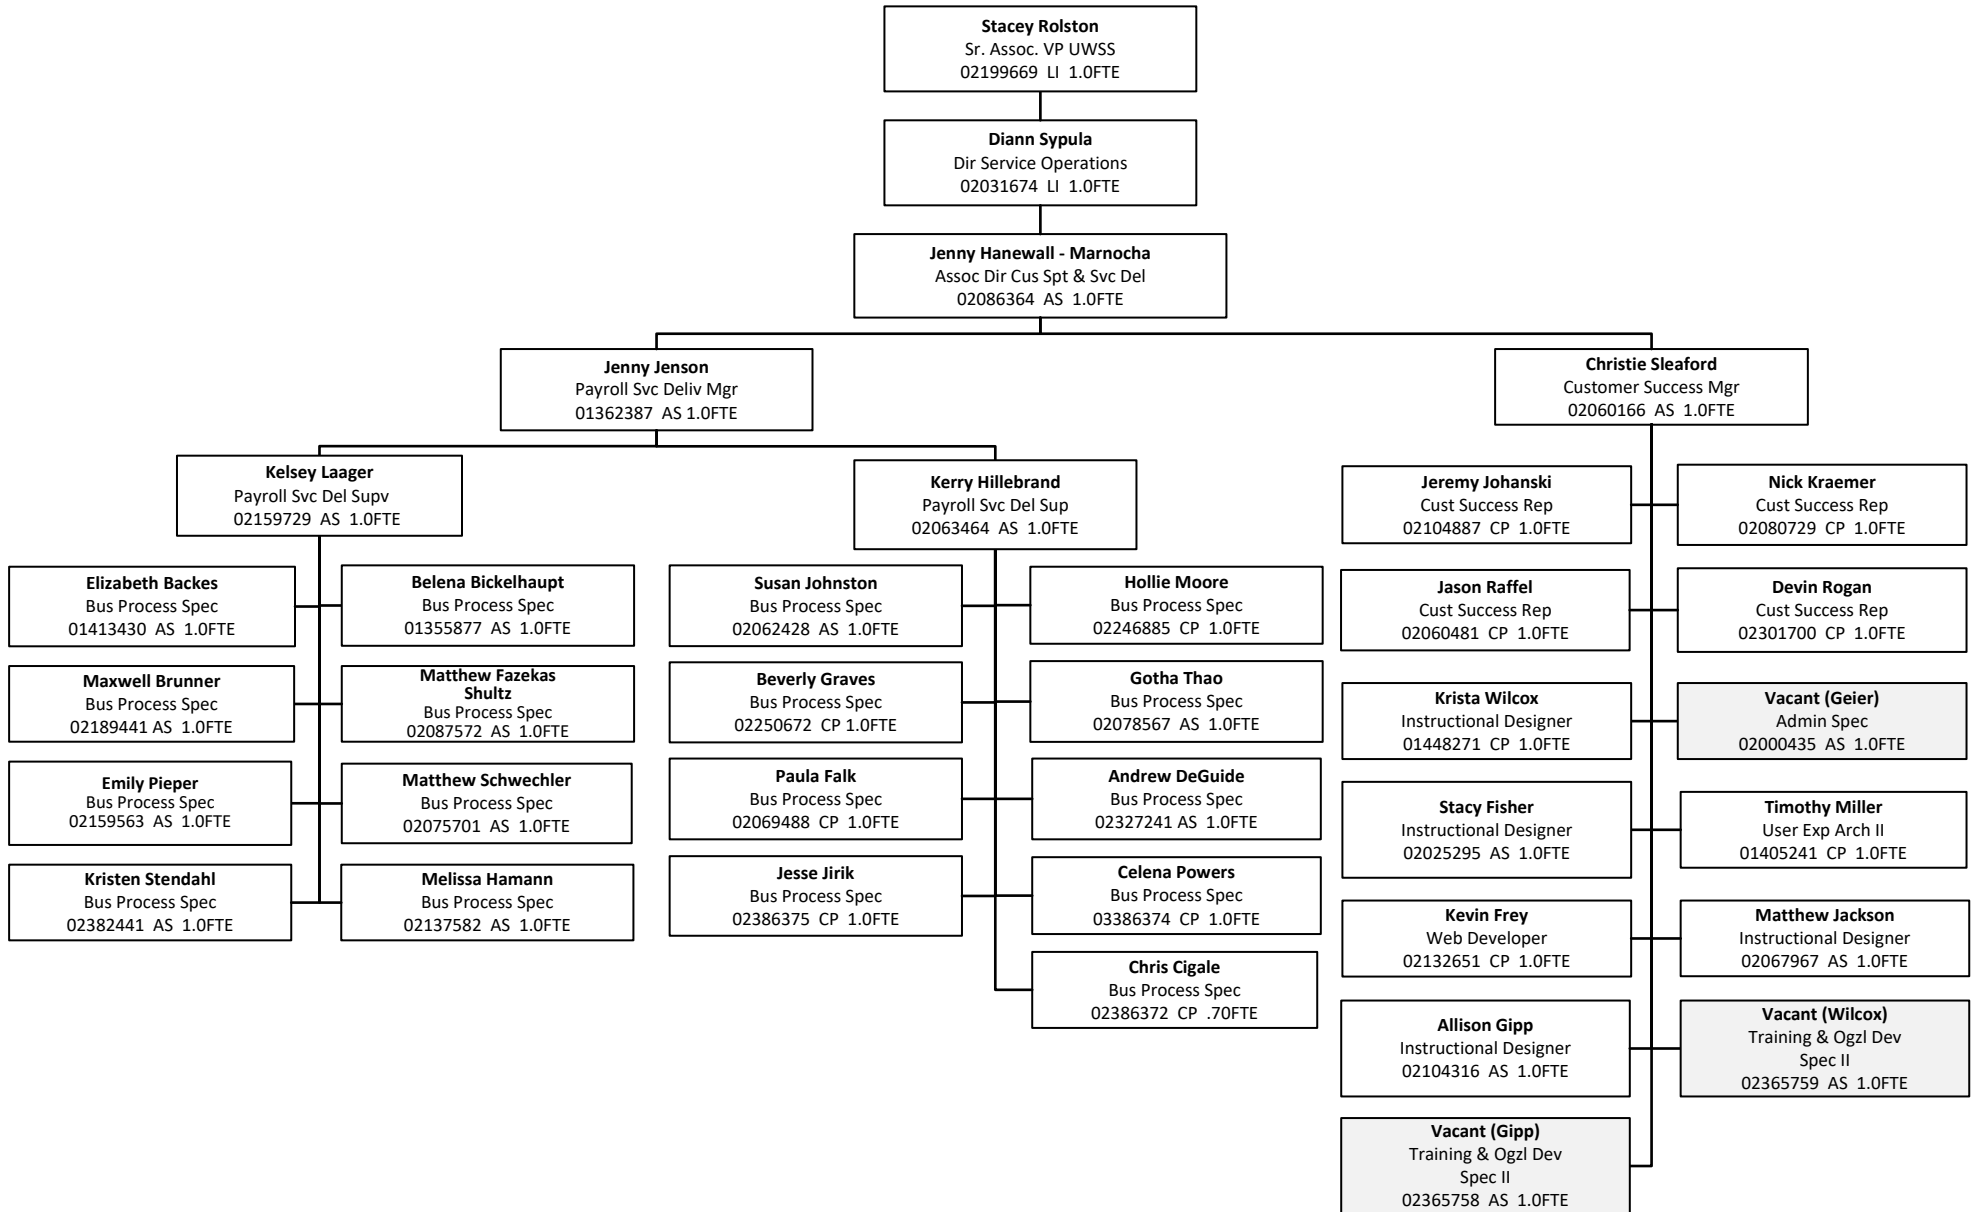 Stacey Rolston
Sr. Assoc. VP UWSS
02199669 LI 1.0FTE
Diann Sypula
Dir Service Operations
02031674 LI 1.0FTE
Jenny Hanewall - Marnocha
Assoc Dir Cus Spt & Svc Del
02086364 AS 1.0FTE
Jenny Jenson
Payroll Svc Deliv Mgr
01362387 AS 1.0FTE
Christie Sleaford
Customer Success Mgr
02060166 AS 1.0FTE
Kelsey Laager
Payroll Svc Del Supv
02159729 AS 1.0FTE
Kerry Hillebrand
Payroll Svc Del Sup
02063464 AS 1.0FTE
Elizabeth Backes
Bus Process Spec
01413430 AS 1.0FTE
Belena Bickelhaupt
Bus Process Spec
01355877 AS 1.0FTE
Maxwell Brunner
Bus Process Spec
02189441 AS 1.0FTE
Matthew Fazekas
Shultz
Bus Process Spec
02087572 AS 1.0FTE
Emily Pieper
Bus Process Spec
02159563 AS 1.0FTE
Matthew Schwechler
Bus Process Spec
02075701 AS 1.0FTE
Kristen Stendahl
Bus Process Spec
02382441 AS 1.0FTE
Melissa Hamann
Bus Process Spec
02137582 AS 1.0FTE
Susan Johnston
Bus Process Spec
02062428 AS 1.0FTE
Hollie Moore
Bus Process Spec
02246885 CP 1.0FTE
Beverly Graves
Bus Process Spec
02250672 CP 1.0FTE
Gotha Thao
Bus Process Spec
02078567 AS 1.0FTE
Paula Falk
Bus Process Spec
02069488 CP 1.0FTE
Andrew DeGuide
Bus Process Spec
02327241 AS 1.0FTE
Jesse Jirik
Bus Process Spec
02386375 CP 1.0FTE
Celena Powers
Bus Process Spec
03386374 CP 1.0FTE
Chris Cigale
Bus Process Spec
02386372 CP .70FTE
Jeremy Johanski
Cust Success Rep
02104887 CP 1.0FTE
Nick Kraemer
Cust Success Rep
02080729 CP 1.0FTE
Jason Raffel
Cust Success Rep
02060481 CP 1.0FTE
Devin Rogan
Cust Success Rep
02301700 CP 1.0FTE
Krista Wilcox
Instructional Designer
01448271 CP 1.0FTE
Vacant (Geier)
Admin Spec
02000435 AS 1.0FTE
Stacy Fisher
Instructional Designer
02025295 AS 1.0FTE
Timothy Miller
User Exp Arch II
01405241 CP 1.0FTE
Kevin Frey
Web Developer
02132651 CP 1.0FTE
Matthew Jackson
Instructional Designer
02067967 AS 1.0FTE
Allison Gipp
Instructional Designer
02104316 AS 1.0FTE
Vacant (Wilcox)
Training & Ogzl Dev
Spec II
02365759 AS 1.0FTE
Vacant (Gipp)
Training & Ogzl Dev
Spec II
02365758 AS 1.0FTE